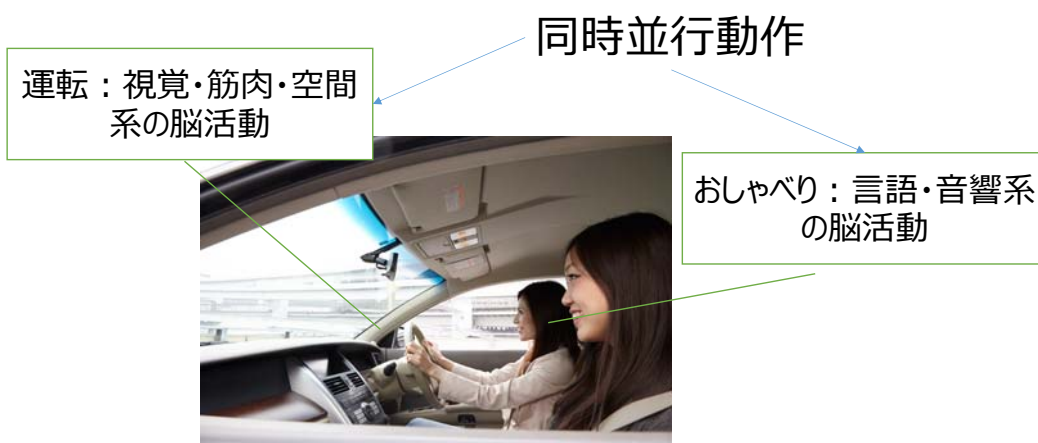 同時並行動作
運転：視覚・筋肉・空間
系の脳活動
おしゃべり：言語・音響系
の脳活動